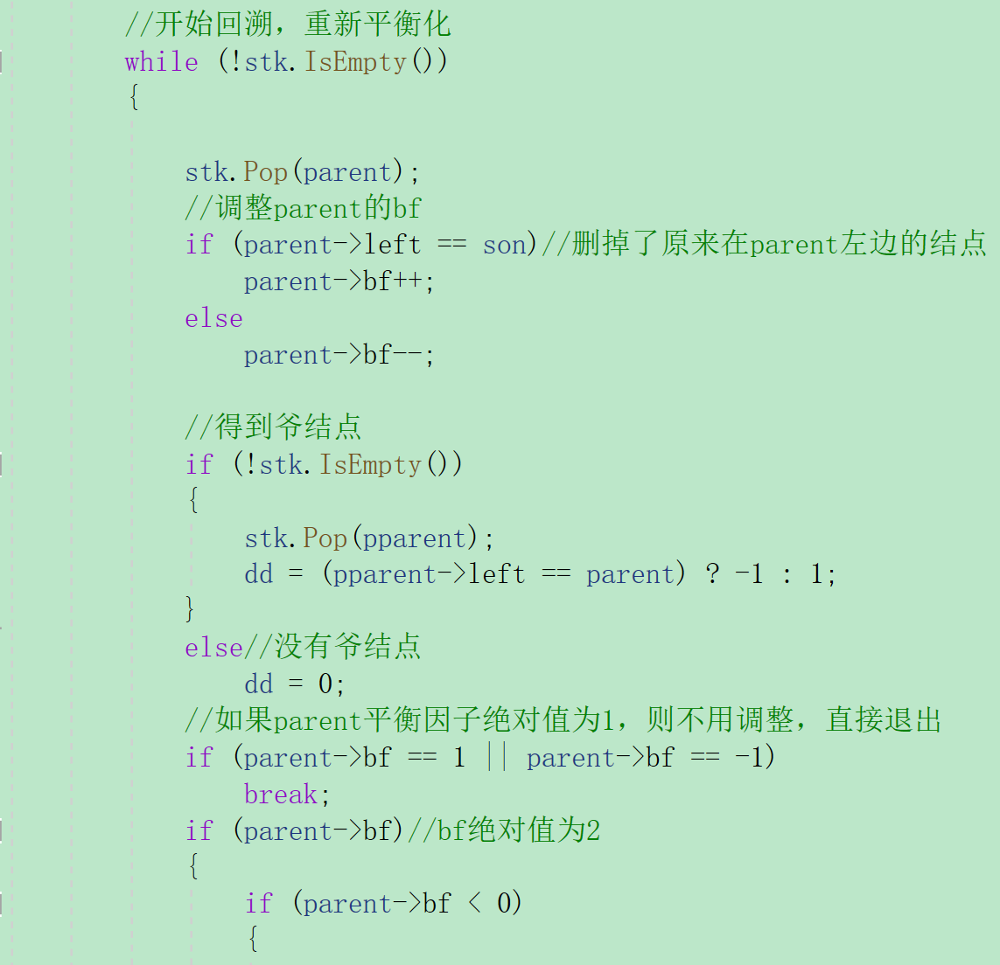 //开始回溯，重新平衡化
while (!stk.IsEmpty())
{
stk.Pop(parent);
//调整parent的bf
if (parent->left == son)//删掉了原来在parent左边的结点
parent->bf++;
else
parent->bf--;
//得到爷结点
if (!stk.IsEmpty())
{
stk.Pop(pparent);
dd = (pparent->left == parent) ? -1 : 1;
}
else//没有爷结点
dd = 0;
//如果parent平衡因子绝对值为1，则不用调整，直接退出
if (parent->bf == 1 || parent->bf == -1)
break;
if (parent->bf)//bf绝对值为2
{
if (parent->bf < 0)
{